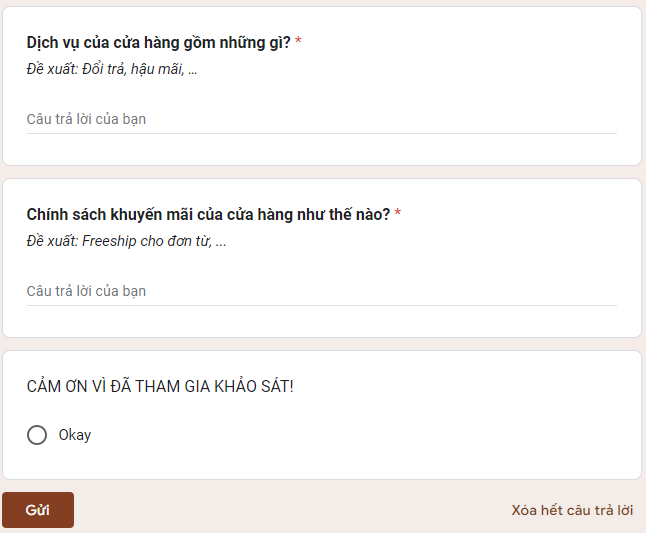 Dịch vụ của cửa hàng gồm những gì? *
Đề xuất: Đổi trả, hậu mãi, ...
Câu trả lời của bạn
Chính sách khuyến mãi của cửa hàng như thế nào? *
Đề xuất: Freeship cho đơn từ, ...
Câu trả lời của bạn
CẢM ƠN VÌ ĐÃ THAM GIA KHẢO SÁT!
Okay
Gửi
Xóa hết câu trả lời